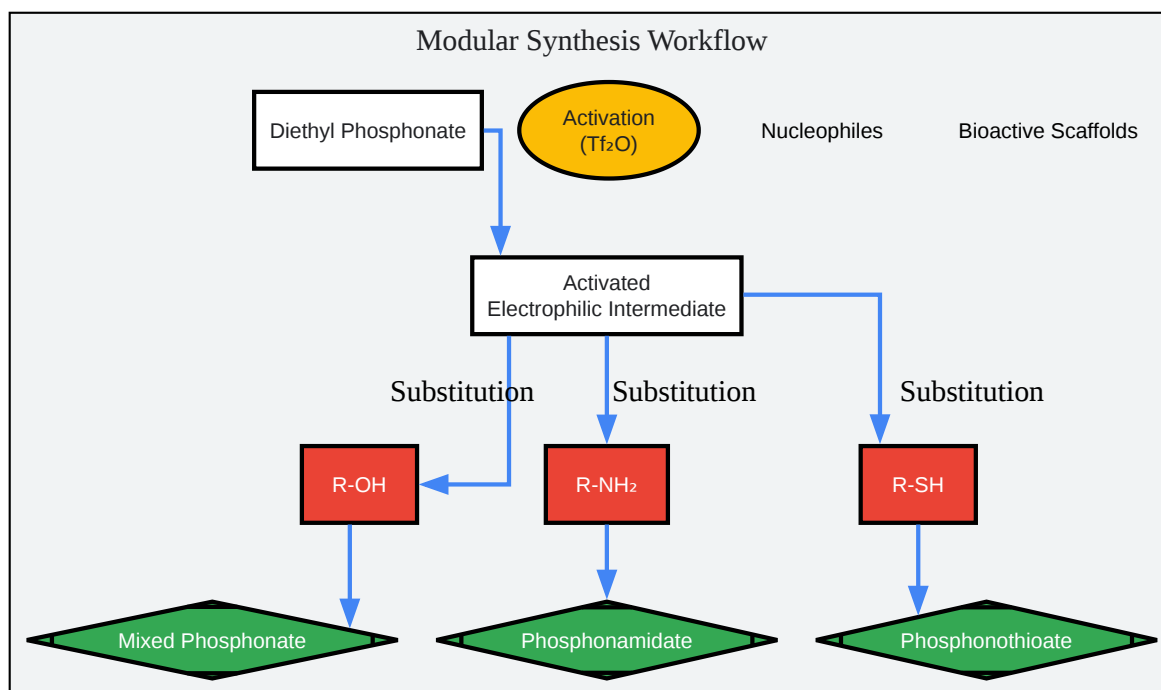 Modular Synthesis Workflow
Diethyl Phosphonate
Activation
(Tf₂O)
Nucleophiles
Bioactive Scaffolds
Activated
Electrophilic Intermediate
Substitution
Substitution
Substitution
R-OH
R-NH₂
R-SH
Mixed Phosphonate
Phosphonamidate
Phosphonothioate